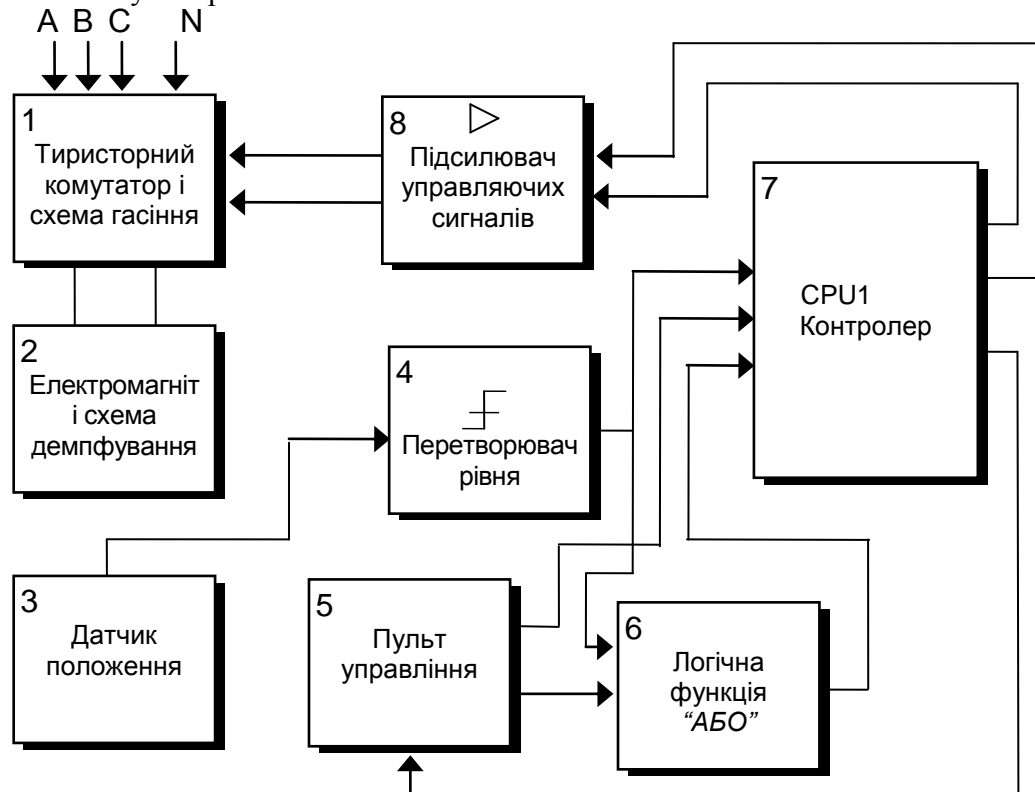 A B C N
1
Тиристорний
комутатор і
схема гасіння
8
Підсилювач
управляючих
сигналів
7
CPU1
Контролер
2
Електромагніт
і схема
демпфування
4
Перетворювач
рівня
3
Датчик
положення
5
Пульт
управління
6
Логічна
функція
“АБО”